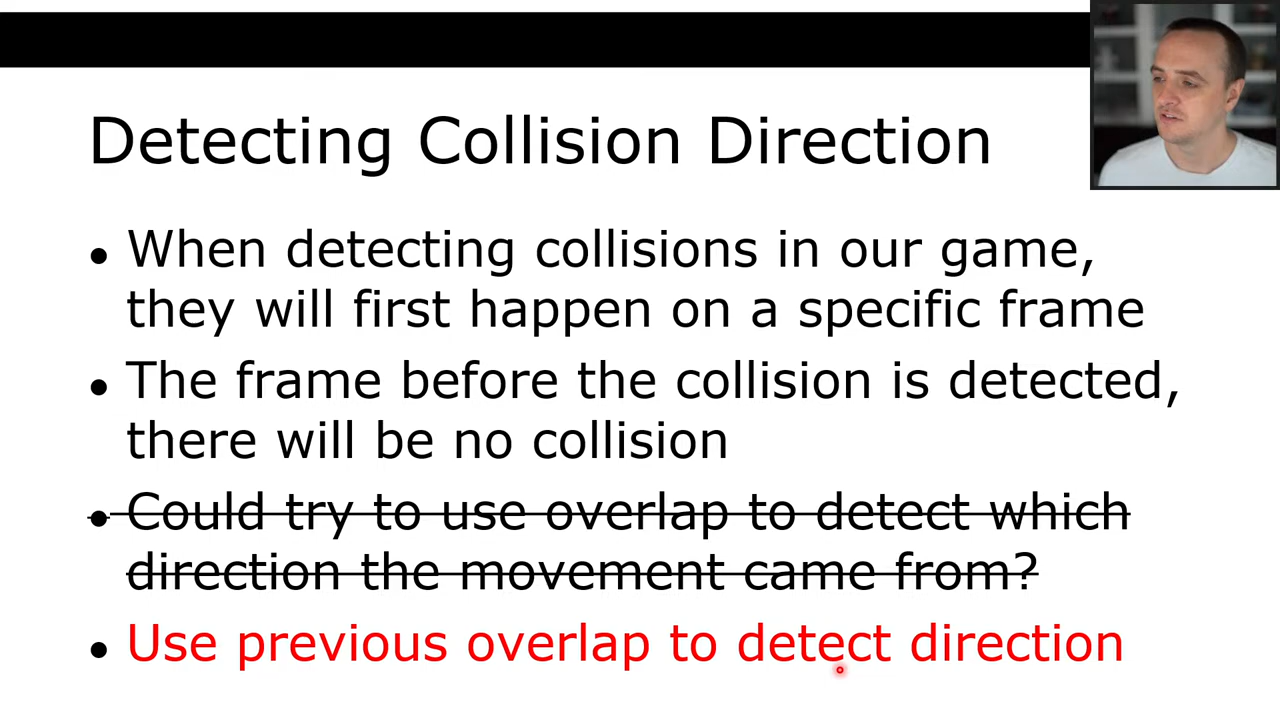 Detecting Collision Direction
● When detecting collisions in our game,
they will first happen on a specific frame
● The frame before the collision is detected,
there will be no collision
● Could try to use overlap to detect which
direction the movement came from?
● Use previous overlap to detect direction